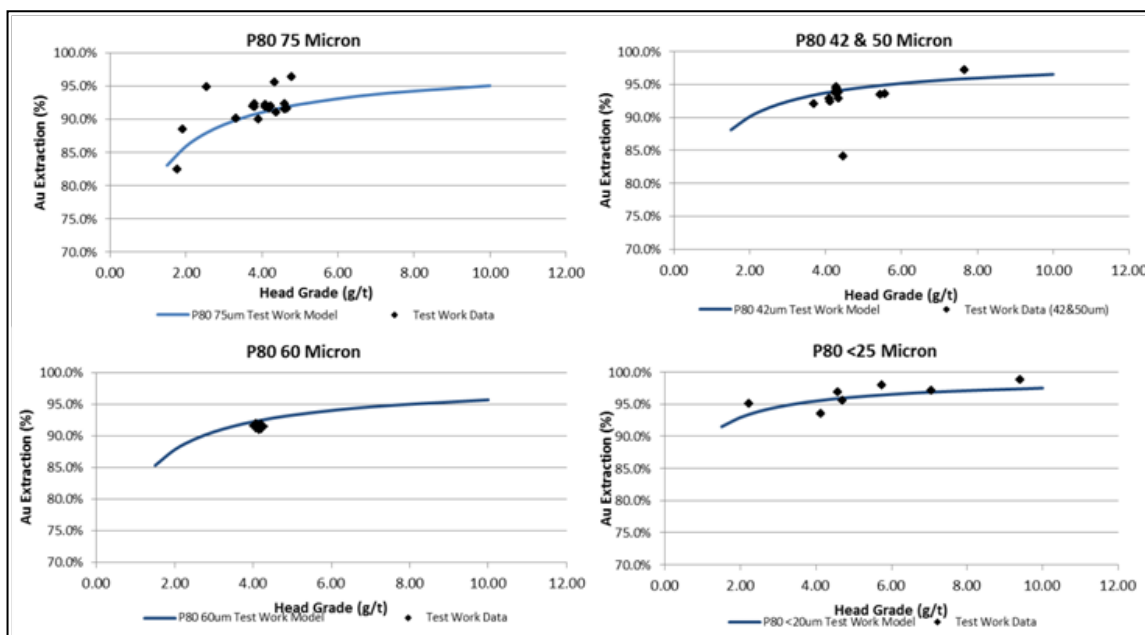 P80 75 Micron
Au Extraction (%)
100.0%
95.0%
90.0%
85.0%
80.0%
75.0%
70.0%
0.00 2.00 4.00 6.00 8.00 10.00 12.00
Head Grade (g/t)
P80 75um Test Work Model Test Work Data
P80 42 & 50 Micron
Au Extraction (%)
100.0%
95.0%
90.0%
85.0%
80.0%
75.0%
70.0%
0.00 2.00 4.00 6.00 8.00 10.00 12.00
Head Grade (g/t)
P80 42um Test Work Model Test Work Data (42&50um)
P80 60 Micron
Au Extraction (%)
100.0%
95.0%
90.0%
85.0%
80.0%
75.0%
70.0%
0.00 2.00 4.00 6.00 8.00 10.00 12.00
Head Grade (g/t)
P80 60um Test Work Model Test Work Data
P80 <25 Micron
Au Extraction (%)
100.0%
95.0%
90.0%
85.0%
80.0%
75.0%
70.0%
0.00 2.00 4.00 6.00 8.00 10.00 12.00
Head Grade (g/t)
P80 <20um Test Work Model Test Work Data